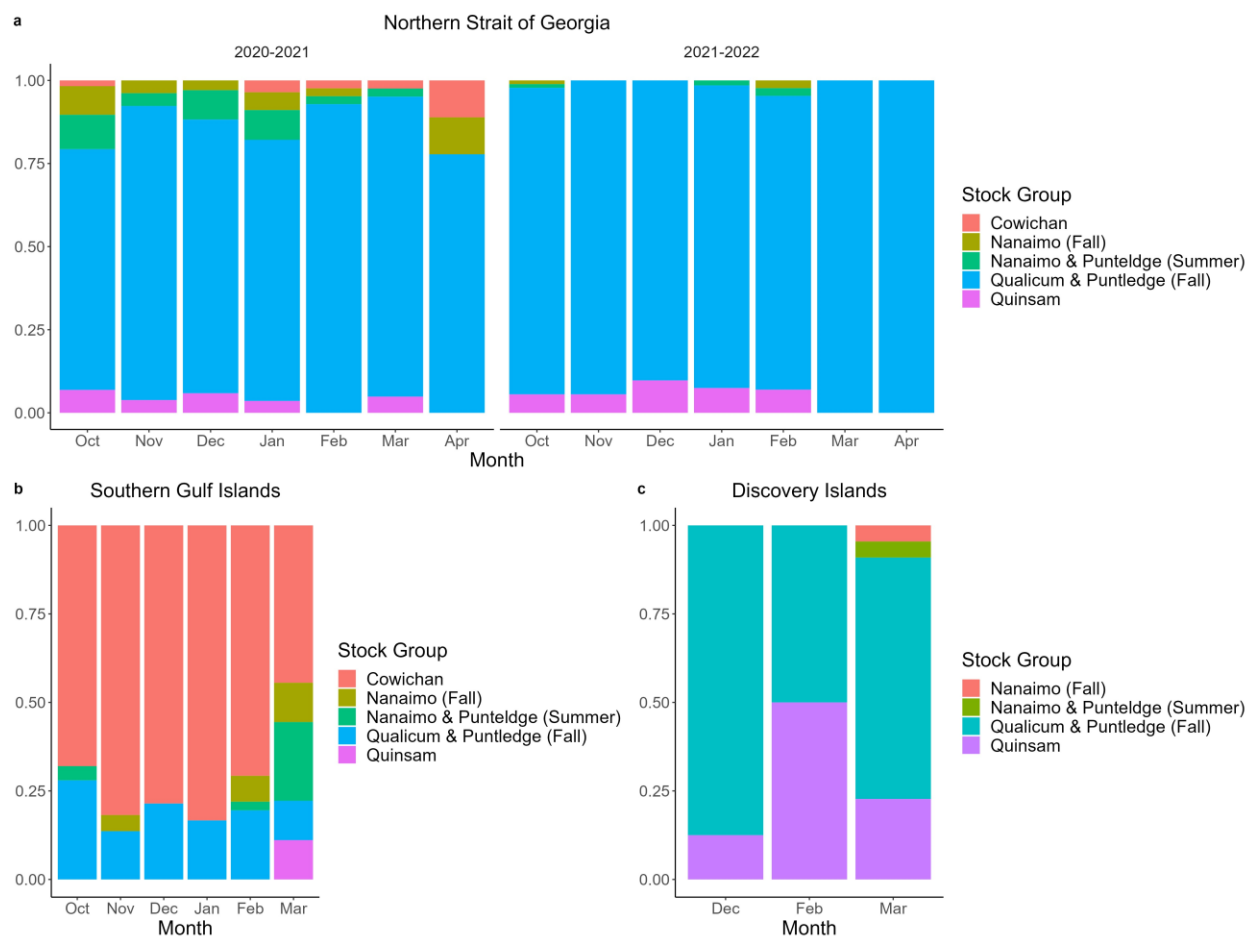 a
Northern Strait of Georgia
2020-2021
2021-2022
1.00
0.75
0.50
0.25
0.00
Oct Nov Dec Jan Feb Mar Apr
Oct Nov Dec Jan Feb Mar Apr
Month
Stock Group
Cowichan
Nanaimo (Fall)
Nanaimo & Punteldge (Summer)
Qualicum & Puntledge (Fall)
Quinsam
b
Southern Gulf Islands
1.00
0.75
0.50
0.25
0.00
Oct Nov Dec Jan Feb Mar
Month
Stock Group
Cowichan
Nanaimo (Fall)
Nanaimo & Punteldge (Summer)
Qualicum & Puntledge (Fall)
Quinsam
c
Discovery Islands
1.00
0.75
0.50
0.25
0.00
Dec Feb Mar
Month
Stock Group
Nanaimo (Fall)
Nanaimo & Punteldge (Summer)
Qualicum & Puntledge (Fall)
Quinsam